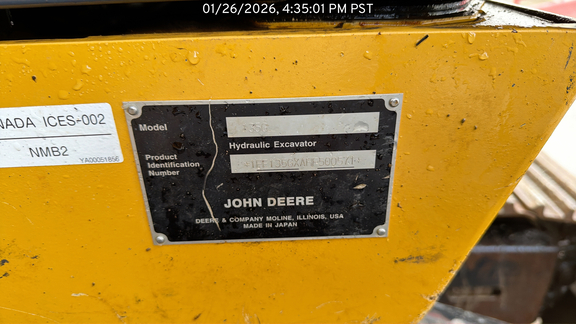 01/26/2026, 4:35:01 PM PST
NADA ICES-002
NMB2
YA00051856
Model
Hydraulic Excavator
Product
Identification
Number
JOHN DEERE
DEERE & COMPANY MOLINE, ILLINOIS, USA
MADE IN JAPAN